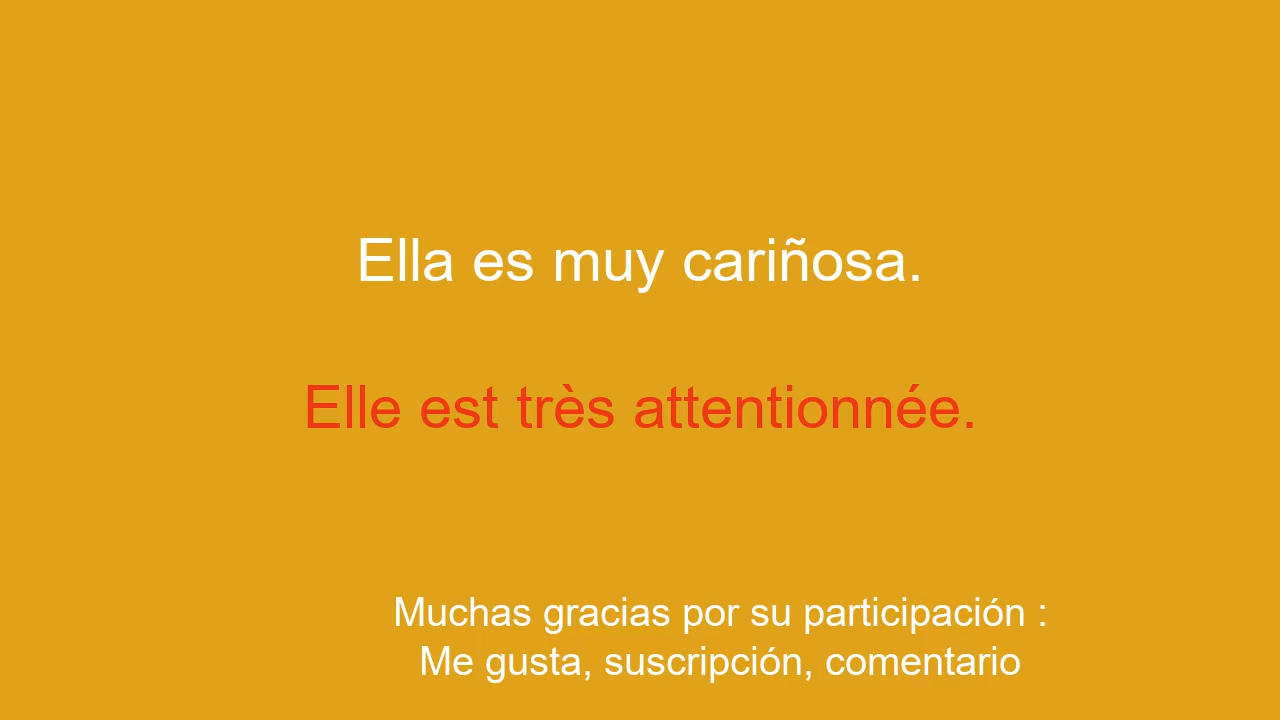 Ella es muy cariñosa.
Elle est très attentionnée.
Muchas gracias por su participación :
Me gusta, suscripción, comentario